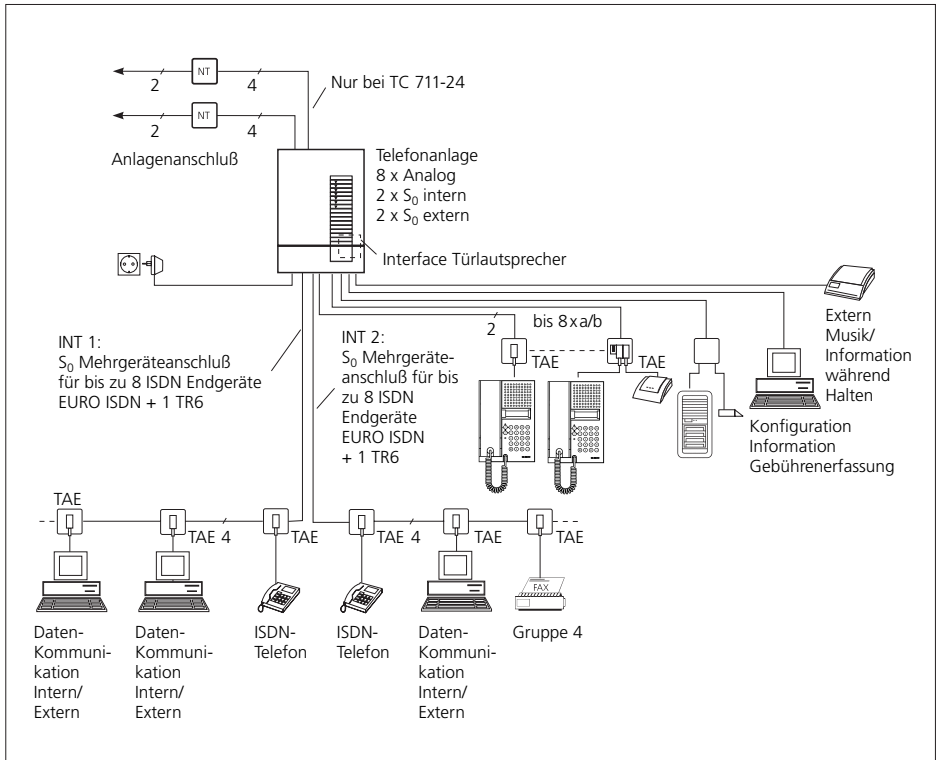 NT
2
4
Nur bei TC 711-24
NT
2
4
Anlagenanschluß
Telefonanlage
8 x Analog
2 x S0 intern
2 x S0 extern
Interface Türlautsprecher
INT 1:
S0 Mehrgeräteanschluß
für bis zu 8 ISDN Endgeräte
EURO ISDN + 1 TR6
INT 2:
S0 Mehrgeräte-
anschluß für bis
zu 8 ISDN
Endgeräte
EURO ISDN
+ 1 TR6
2
bis 8xa/b
TAE
TAE
Extern
Musik/
Information
während
Halten
Konfiguration
Information
Gebührenerfassung
TAE
TAE 4
TAE
TAE 4
TAE
TAE
FAX
Daten-
Kommuni-
kation
Intern/
Extern
Daten-
Kommuni-
kation
Intern/
Extern
ISDN-
Telefon
ISDN-
Telefon
Daten-
Kommuni-
kation
Intern/
Extern
Gruppe 4